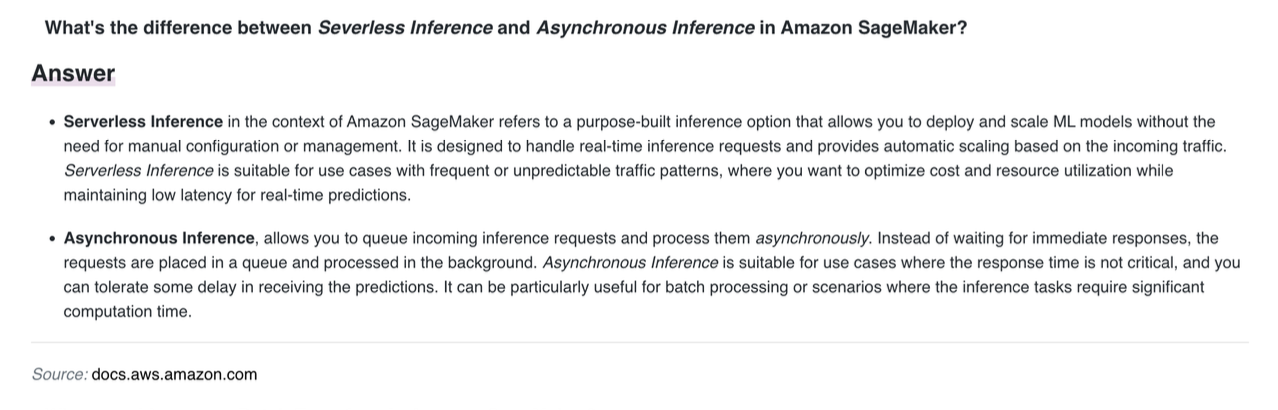 What's the difference between Severless Inference and Asynchronous Inference in Amazon SageMaker?
Answer
• Serverless Inference in the context of Amazon SageMaker refers to a purpose-built inference option that allows you to deploy and scale ML models without the
need for manual configuration or management. It is designed to handle real-time inference requests and provides automatic scaling based on the incoming traffic.
Serverless Inference is suitable for use cases with frequent or unpredictable traffic patterns, where you want to optimize cost and resource utilization while
maintaining low latency for real-time predictions.
• Asynchronous Inference, allows you to queue incoming inference requests and process them asynchronously. Instead of waiting for immediate responses, the
requests are placed in a queue and processed in the background. Asynchronous Inference is suitable for use cases where the response time is not critical, and you
can tolerate some delay in receiving the predictions. It can be particularly useful for batch processing or scenarios where the inference tasks require significant
computation time.
Source: docs.aws.amazon.com